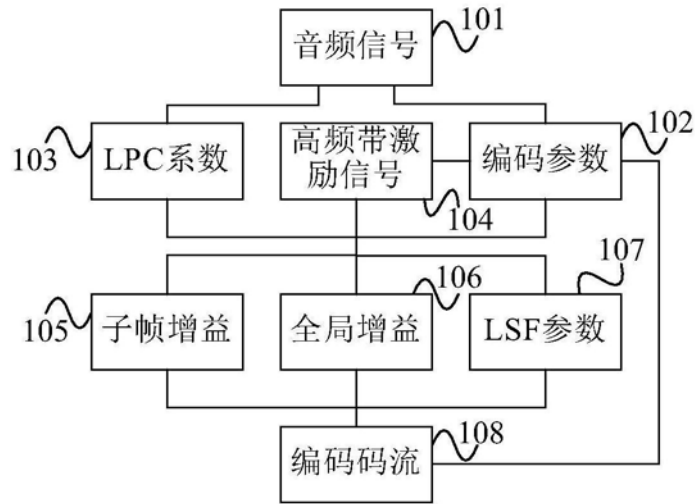 音频信号
101
LPC系数
103
高频带激
励信号
104
编码参数
102
子帧增益
105
全局增益
106
LSF参数
107
编码码流
108